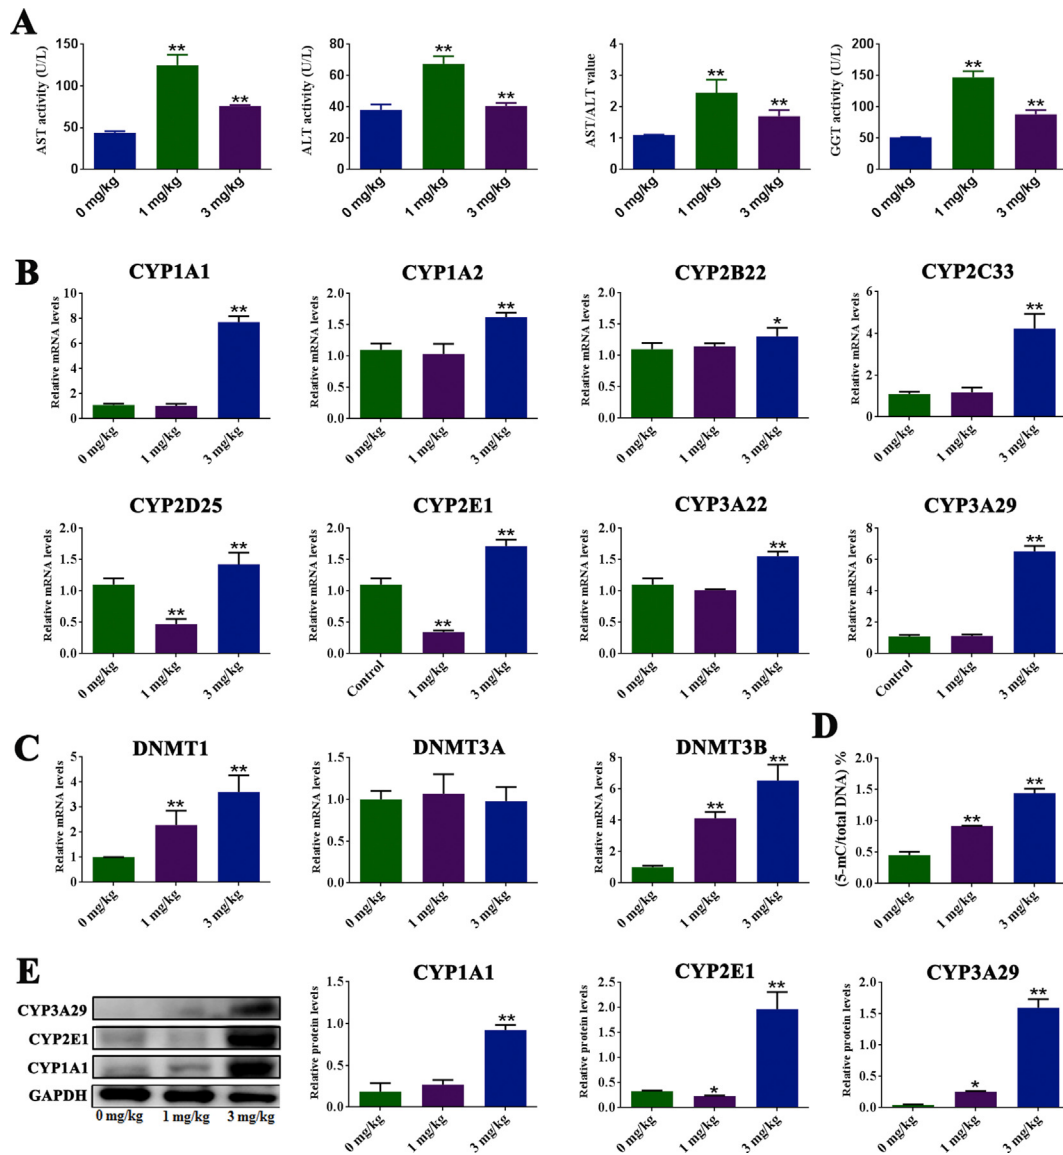 A
AST activity (U/L)
150
100
50
0
**
**
0 mg/kg
1 mg/kg
3 mg/kg
ALT activity (U/L)
80
60
40
20
0
**
**
0 mg/kg
1 mg/kg
3 mg/kg
AST/ALT value
4
3
2
1
0
**
**
0 mg/kg
1 mg/kg
3 mg/kg
GGT activity (U/L)
200
150
100
50
0
**
**
0 mg/kg
1 mg/kg
3 mg/kg
B
CYP1A1
Relative mRNA levels
10
8
6
4
2
0
**
0 mg/kg
1 mg/kg
3 mg/kg
CYP1A2
Relative mRNA levels
2.0
1.5
1.0
0.5
0.0
**
0 mg/kg
1 mg/kg
3 mg/kg
CYP2B22
Relative mRNA levels
2.0
1.5
1.0
0.5
0.0
*
0 mg/kg
1 mg/kg
3 mg/kg
CYP2C33
Relative mRNA levels
6
4
2
0
**
0 mg/kg
1 mg/kg
3 mg/kg
CYP2D25
Relative mRNA levels
2.0
1.5
1.0
0.5
0.0
**
**
0 mg/kg
1 mg/kg
3 mg/kg
CYP2E1
Relative mRNA levels
2.0
1.5
1.0
0.5
0.0
**
**
Control
1 mg/kg
3 mg/kg
CYP3A22
Relative mRNA levels
2.0
1.5
1.0
0.5
0.0
**
0 mg/kg
1 mg/kg
3 mg/kg
CYP3A29
Relative mRNA levels
8
6
4
2
0
**
Control
1 mg/kg
3 mg/kg
C
DNMT1
Relative mRNA levels
5
4
3
2
1
0
**
**
0 mg/kg
1 mg/kg
3 mg/kg
DNMT3A
Relative mRNA levels
1.5
1.0
0.5
0.0
0 mg/kg
1 mg/kg
3 mg/kg
DNMT3B
Relative mRNA levels
8
6
4
2
0
**
**
0 mg/kg
1 mg/kg
3 mg/kg
D
(5-mC/total DNA) %
2.0
1.5
1.0
0.5
0.0
**
**
0 mg/kg
1 mg/kg
3 mg/kg
E
CYP3A29
CYP2E1
CYP1A1
GAPDH
0 mg/kg 1 mg/kg 3 mg/kg
CYP1A1
Relative protein levels
1.5
1.0
0.5
0.0
**
0 mg/kg
1 mg/kg
3 mg/kg
CYP2E1
Relative protein levels
2.5
2.0
1.5
1.0
0.5
0.0
*
**
0 mg/kg
1 mg/kg
3 mg/kg
CYP3A29
Relative protein levels
2.0
1.5
1.0
0.5
0.0
*
**
0 mg/kg
1 mg/kg
3 mg/kg